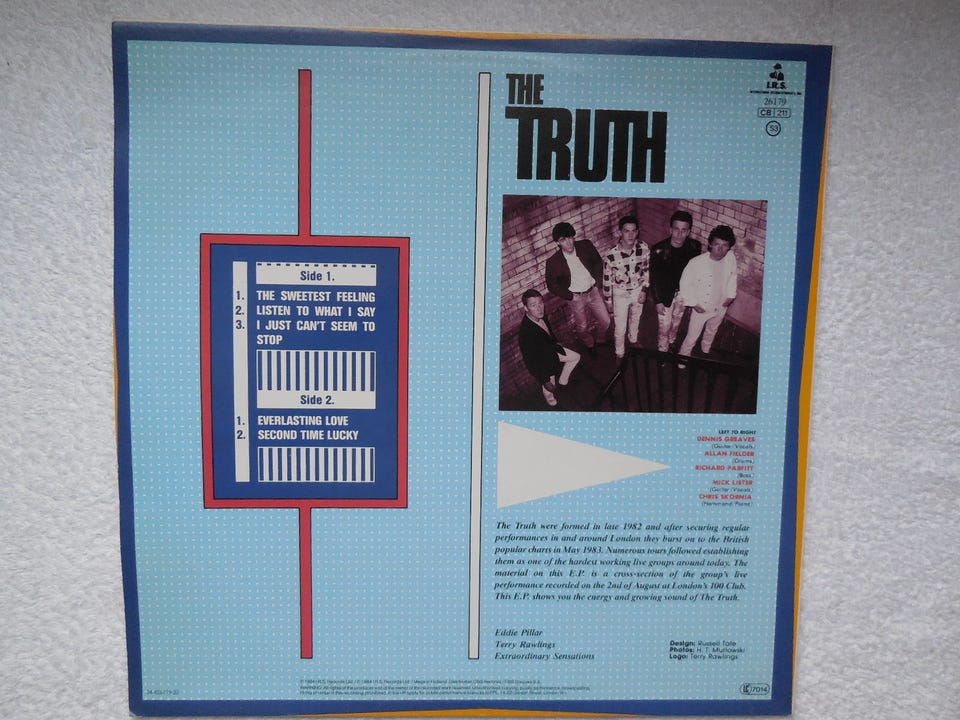 THE
TRUTH
I.R.S.
26179
CB 211
53
Side 1.
1. THE SWEETEST FEELING
2. LISTEN TO WHAT I SAY
3. I JUST CAN'T SEEM TO
STOP
Side 2.
1. EVERLASTING LOVE
2. SECOND TIME LUCKY
LEFT TO RIGHT
DENNIS GREAVES
(Guitar/Vocals)
ALLAN FIELDER
(Drums)
RICHARD PARFITT
(Bass)
MICK LISTER
(Guitar/Vocals)
CHRIS SKORNIA
(Hammond/Piano)
The Truth were formed in late 1982 and after securing regular
performances in and around London they burst on to the British
popular charts in May 1983. Numerous tours followed establishing
them as one of the hardest working live groups around today. The
material on this E.P. is a cross-section of the group's live
performance recorded on the 2nd of August at London's 100 Club.
This E.P. shows you the energy and growing sound of The Truth.
Eddie Pillar
Terry Rawlings
Extraordinary Sensations
Design: Russell Tate
Photos: H. T. Murlowski
Logo: Terry Rawlings
LC 7014